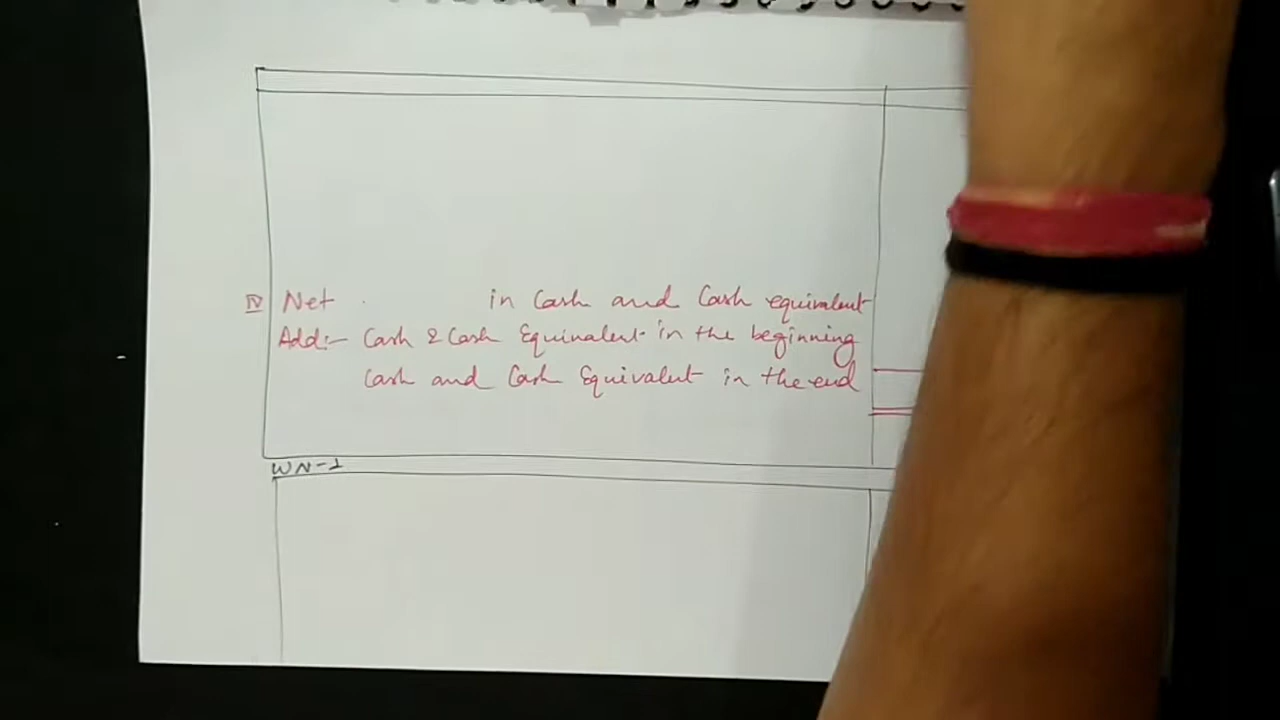 IV Net in Cash and Cash equivalent
Add:- Cash & Cash Equivalent in the beginning
Cash and Cash Equivalent in the end
WN-1